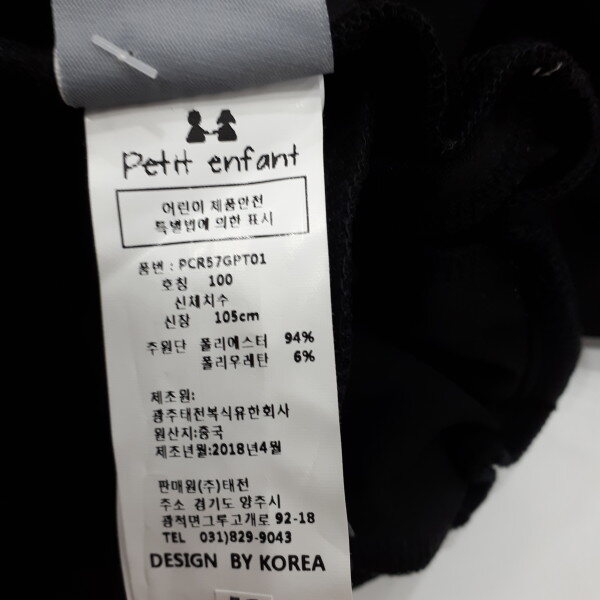 Petit enfant
어린이 제품안전
특별법에 의한 표시
품번 : PCR57GPT01
호칭 100
신체치수
신장 105cm
주원단 폴리에스터 94%
폴리우레탄 6%
제조원:
광주태전복식유한회사
원산지:중국
제조년월:2018년4월
판매원(주)태전
주소 경기도 양주시
광적면그루고개로 92-18
TEL 031)829-9043
DESIGN BY KOREA